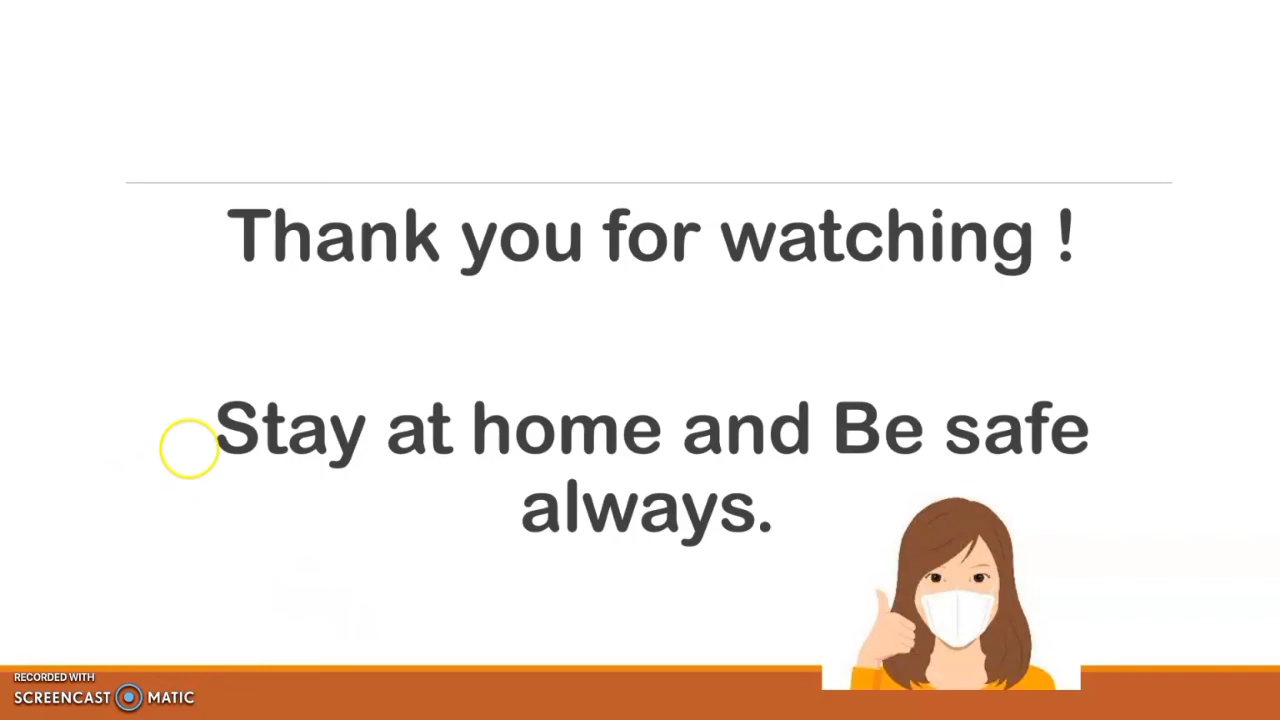 Thank you for watching !
Stay at home and Be safe
always.
RECORDED WITH
SCREENCAST MATIC